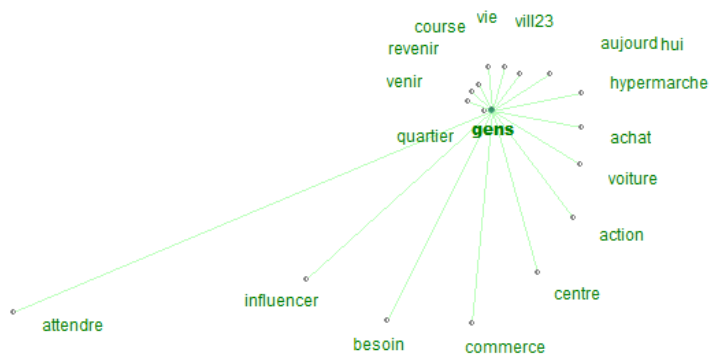 vie
vill23
course
aujourd hui
revenir
venir
hypermarche
gens
quartier
achat
voiture
action
centre
influencer
attendre
besoin
commerce